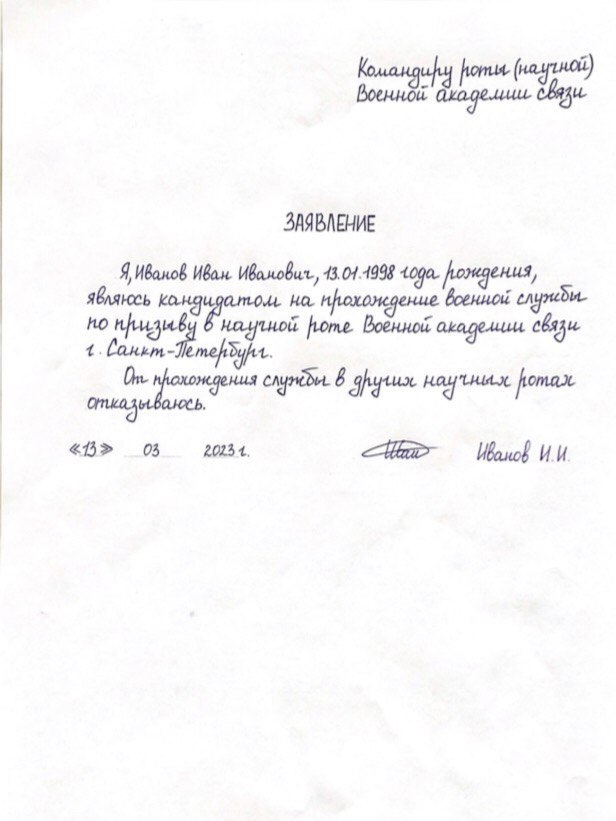 Командиру роты (научной)
Военной академии связи
ЗАЯВЛЕНИЕ
Я, Иванов Иван Иванович, 13.01.1998 года рождения,
являюсь кандидатом на прохождение военной службы
по призыву в научной роте Военной академии связи
г. Санкт-Петербург.
От прохождения службы в других научных ротах
отказываюсь.
«13» 03 2023 г. Иванов И.И.